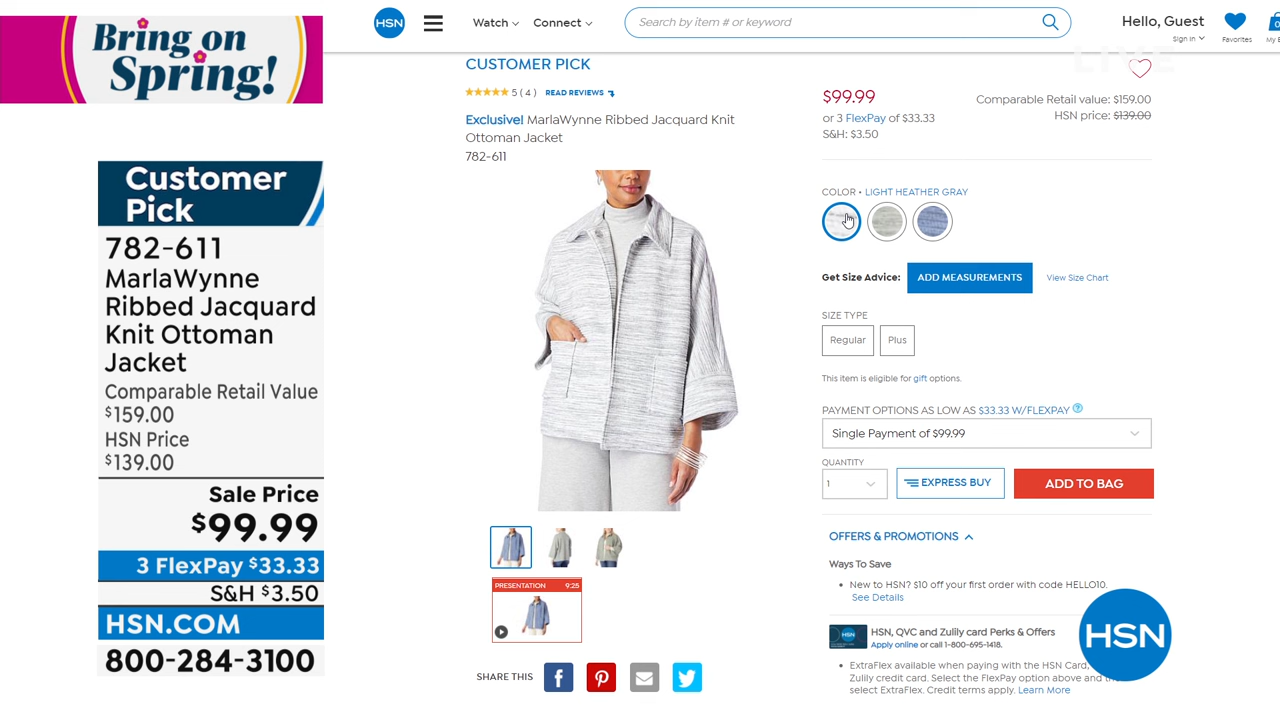 Bring on
Spring!
Customer
Pick
782-611
MarlaWynne
Ribbed Jacquard
Knit Ottoman
Jacket
Comparable Retail Value
$159.00
HSN Price
$139.00
Sale Price
$99.99
3 FlexPay $33.33
S&H $3.50
HSN.COM
800-284-3100
HSN
Watch
Connect
Search by item # or keyword
Hello, Guest
Sign In
Favorites
0
My
LIVE
CUSTOMER PICK
5 ( 4 ) READ REVIEWS
Exclusive! MarlaWynne Ribbed Jacquard Knit
Ottoman Jacket
782-611
PRESENTATION 9:25
SHARE THIS
$99.99
or 3 FlexPay of $33.33
S&H: $3.50
Comparable Retail value: $159.00
HSN price: $139.00
COLOR • LIGHT HEATHER GRAY
Get Size Advice: ADD MEASUREMENTS View Size Chart
SIZE TYPE
Regular Plus
This item is eligible for gift options.
PAYMENT OPTIONS AS LOW AS $33.33 W/FLEXPAY ?
Single Payment of $99.99
QUANTITY
1 EXPRESS BUY ADD TO BAG
OFFERS & PROMOTIONS
Ways To Save
• New to HSN? $10 off your first order with code HELLO10.
See Details
HSN, QVC and Zulily card Perks & Offers
Apply online or call 1-800-695-1418.
• ExtraFlex available when paying with the HSN Card,
Zulily credit card. Select the FlexPay option above and
select ExtraFlex. Credit terms apply. Learn More
HSN